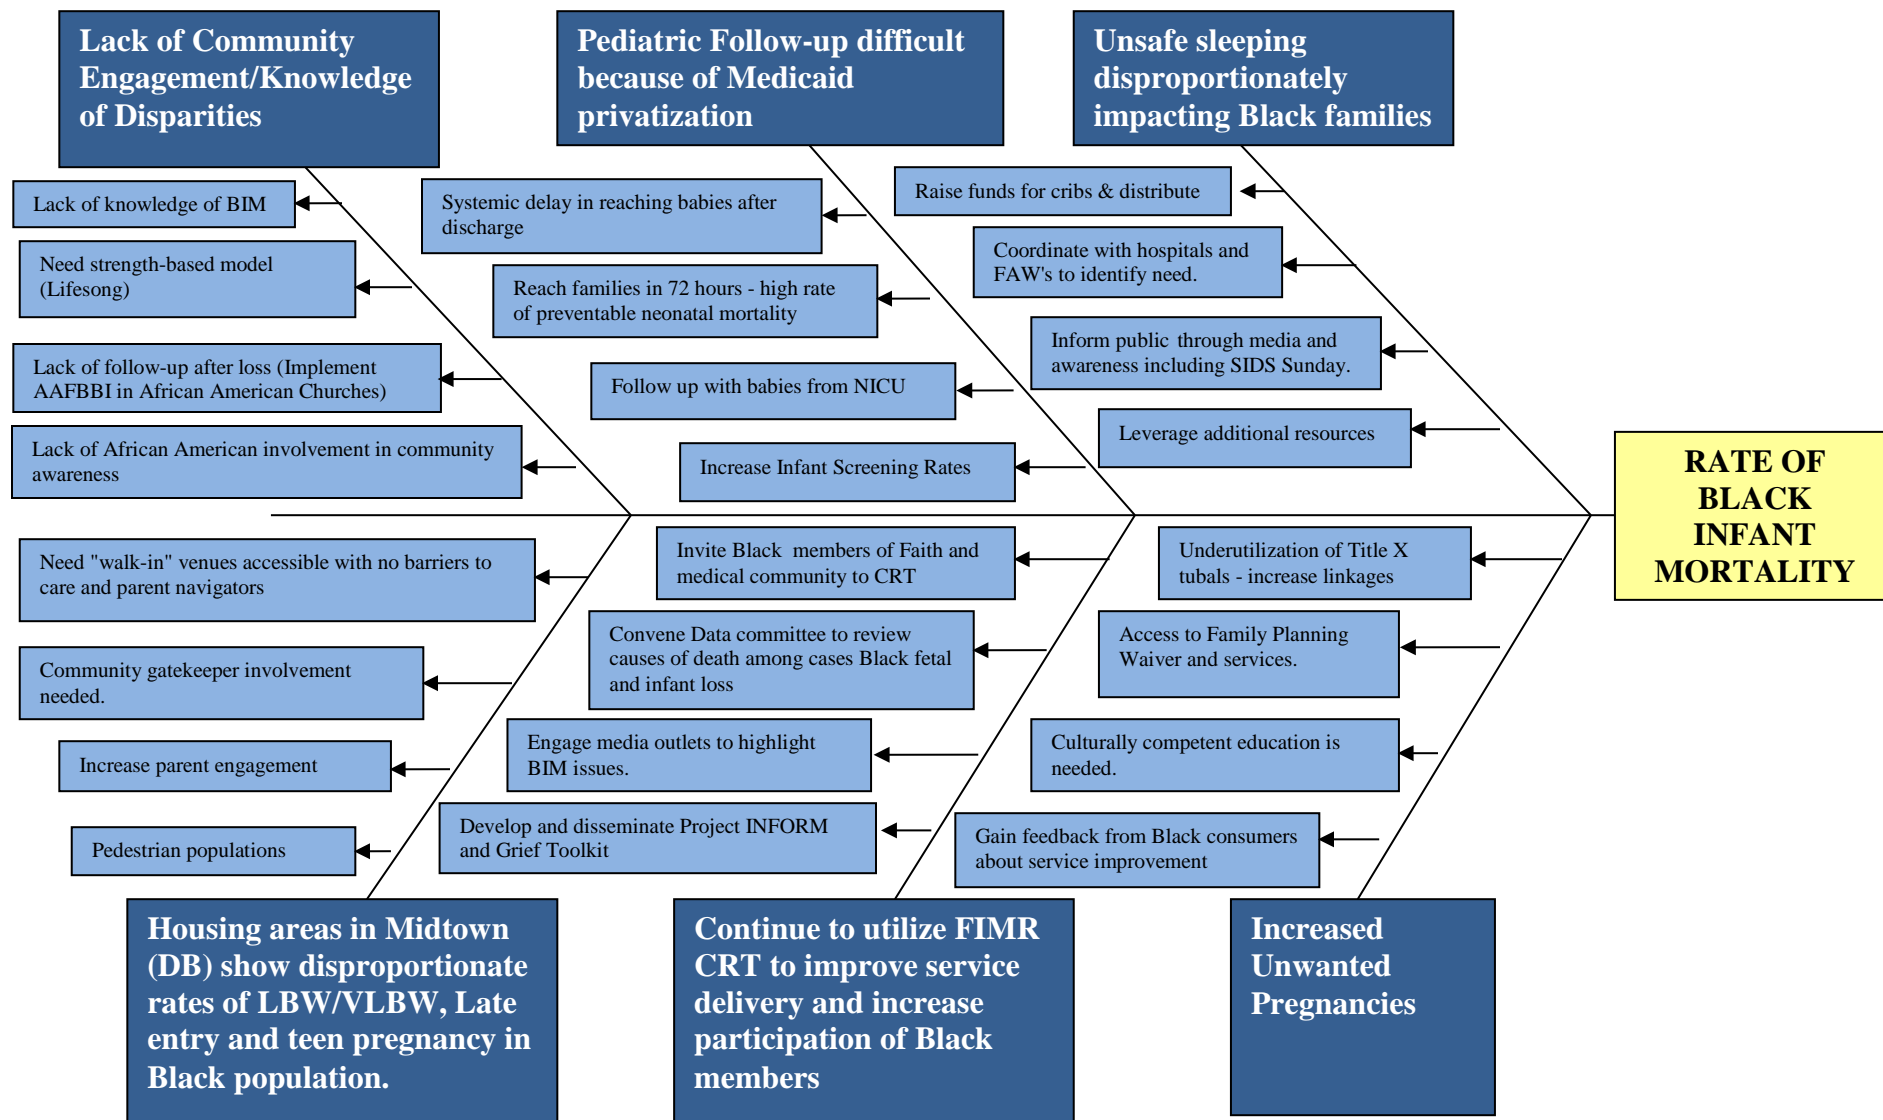 Lack of Community
Engagement/Knowledge
of Disparities
Pediatric Follow-up difficult
because of Medicaid
privatization
Unsafe sleeping
disproportionately
impacting Black families
Lack of knowledge of BIM
Need strength-based model
(Lifesong)
Lack of follow-up after loss (Implement
AAFBBI in African American Churches)
Lack of African American involvement in community
awareness
Systemic delay in reaching babies after
discharge
Reach families in 72 hours - high rate
of preventable neonatal mortality
Follow up with babies from NICU
Increase Infant Screening Rates
Raise funds for cribs & distribute
Coordinate with hospitals and
FAW's to identify need.
Inform public through media and
awareness including SIDS Sunday.
Leverage additional resources
RATE OF
BLACK
INFANT
MORTALITY
Need "walk-in" venues accessible with no barriers to
care and parent navigators
Community gatekeeper involvement
needed.
Increase parent engagement
Pedestrian populations
Invite Black members of Faith and
medical community to CRT
Convene Data committee to review
causes of death among cases Black fetal
and infant loss
Engage media outlets to highlight
BIM issues.
Develop and disseminate Project INFORM
and Grief Toolkit
Underutilization of Title X
tubals - increase linkages
Access to Family Planning
Waiver and services.
Culturally competent education is
needed.
Gain feedback from Black consumers
about service improvement
Housing areas in Midtown
(DB) show disproportionate
rates of LBW/VLBW, Late
entry and teen pregnancy in
Black population.
Continue to utilize FIMR
CRT to improve service
delivery and increase
participation of Black
members
Increased
Unwanted
Pregnancies